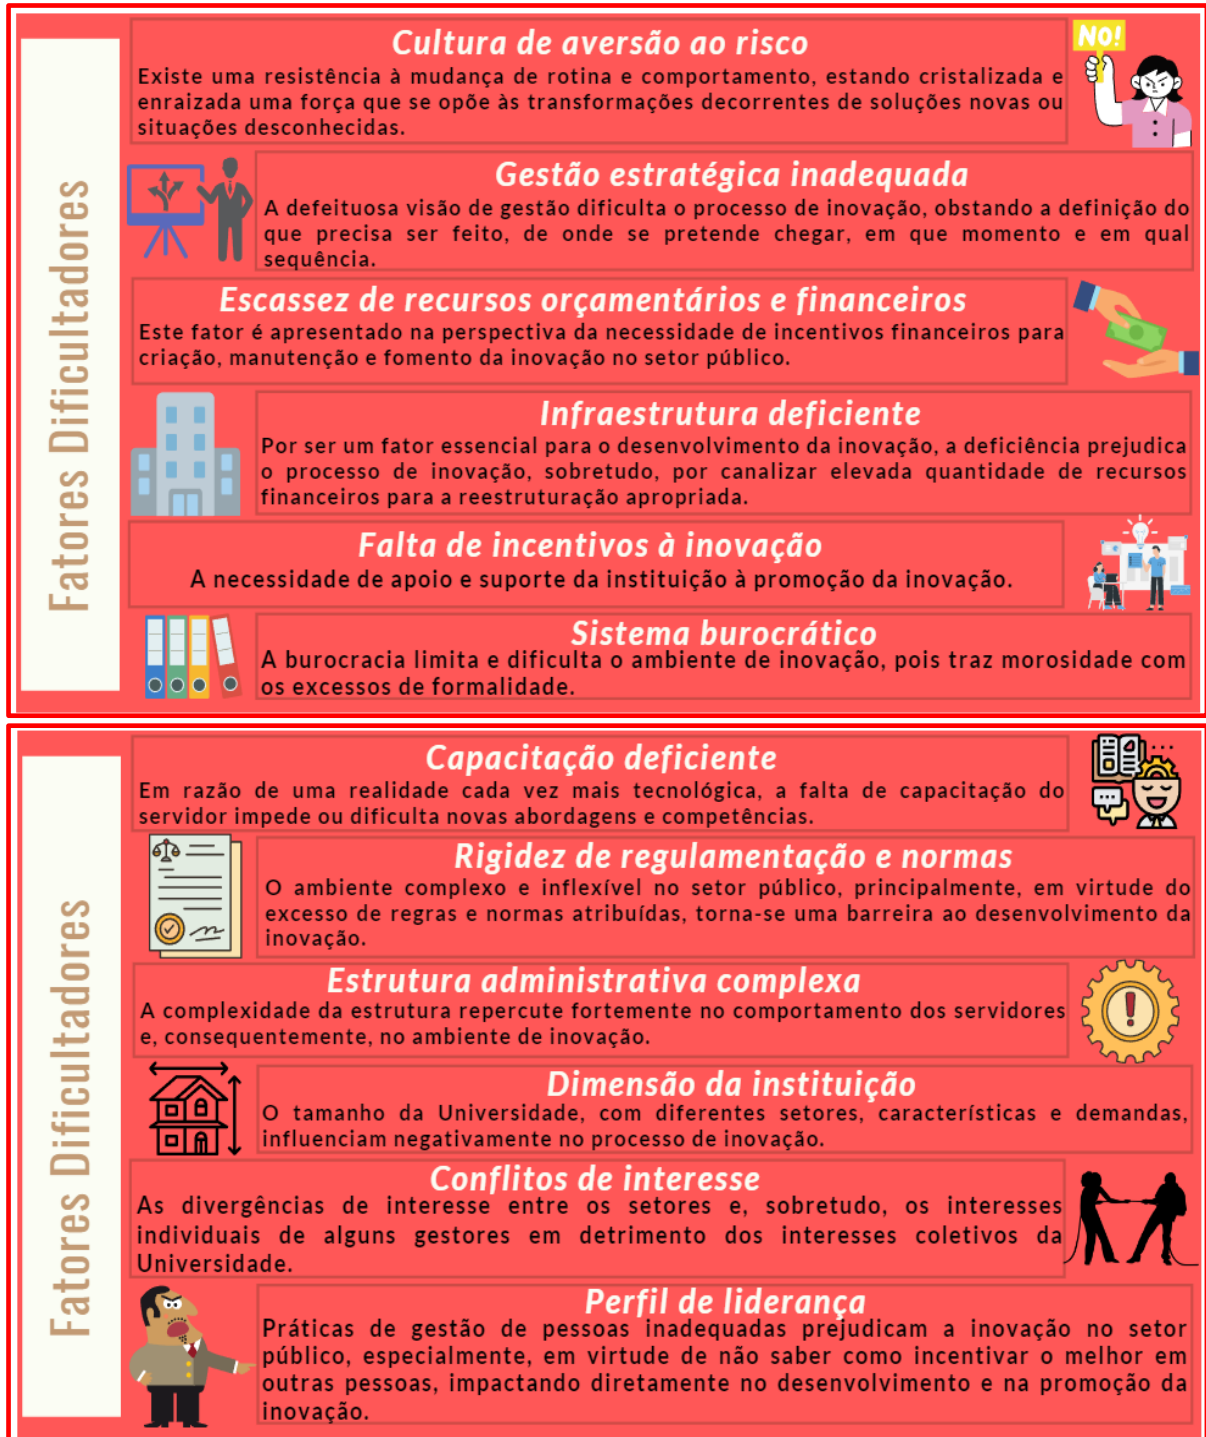 Fatores Dificultadores
Cultura de aversão ao risco
NO!
Existe uma resistência à mudança de rotina e comportamento, estando cristalizada e
enraizada uma força que se opõe às transformações decorrentes de soluções novas ou
situações desconhecidas.
Gestão estratégica inadequada
A defeituosa visão de gestão dificulta o processo de inovação, obstando a definição do
que precisa ser feito, de onde se pretende chegar, em que momento e em qual
sequência.
Escassez de recursos orçamentários e financeiros
Este fator é apresentado na perspectiva da necessidade de incentivos financeiros para
criação, manutenção e fomento da inovação no setor público.
Infraestrutura deficiente
Por ser um fator essencial para o desenvolvimento da inovação, a deficiência prejudica
o processo de inovação, sobretudo, por canalizar elevada quantidade de recursos
financeiros para a reestruturação apropriada.
Falta de incentivos à inovação
A necessidade de apoio e suporte da instituição à promoção da inovação.
Sistema burocrático
A burocracia limita e dificulta o ambiente de inovação, pois traz morosidade com
os excessos de formalidade.
Fatores Dificultadores
Capacitação deficiente
Em razão de uma realidade cada vez mais tecnológica, a falta de capacitação do
servidor impede ou dificulta novas abordagens e competências.
Rigidez de regulamentação e normas
O ambiente complexo e inflexível no setor público, principalmente, em virtude do
excesso de regras e normas atribuídas, torna-se uma barreira ao desenvolvimento da
inovação.
Estrutura administrativa complexa
A complexidade da estrutura repercute fortemente no comportamento dos servidores
e, consequentemente, no ambiente de inovação.
Dimensão da instituição
O tamanho da Universidade, com diferentes setores, características e demandas,
influenciam negativamente no processo de inovação.
Conflitos de interesse
As divergências de interesse entre os setores e, sobretudo, os interesses
individuais de alguns gestores em detrimento dos interesses coletivos da
Universidade.
Perfil de liderança
Práticas de gestão de pessoas inadequadas prejudicam a inovação no setor
público, especialmente, em virtude de não saber como incentivar o melhor em
outras pessoas, impactando diretamente no desenvolvimento e na promoção da
inovação.